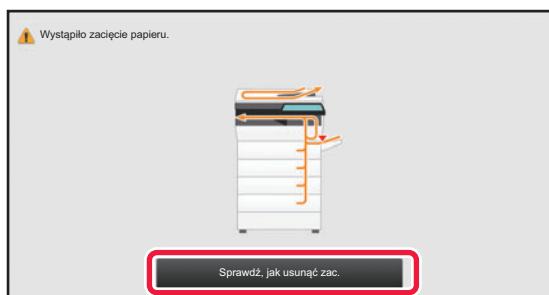 Wystąpiło zacięcie papieru.
Sprawdź, jak usunąć zac.